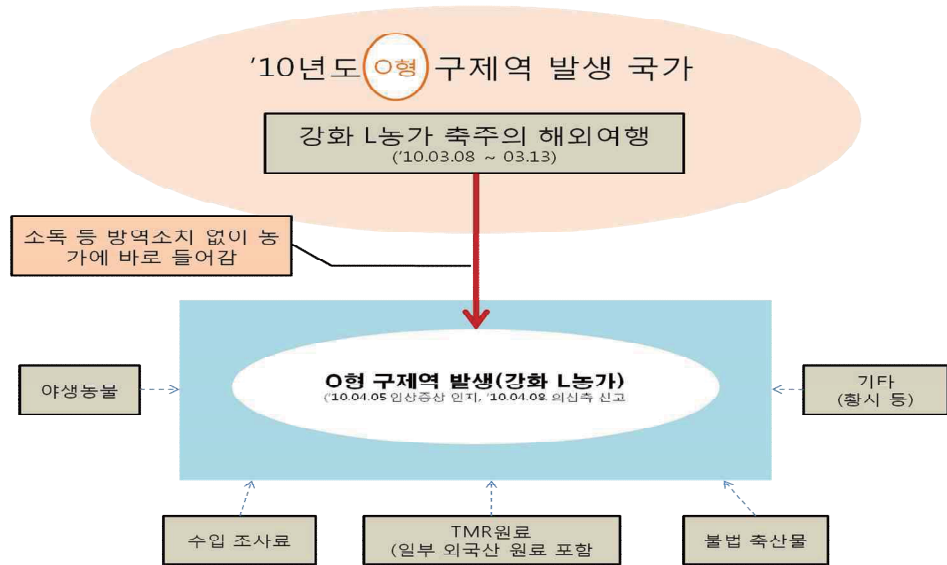 '10년도 O형 구제역 발생 국가
강화 L농가 축주의 해외여행
('10.03.08 ~ 03.13)
소독 등 방역조치 없이 농
가에 바로 들어감
O형 구제역 발생(강화 L농가)
('10.04.05 임상증상 인지, '10.04.08 의심축 신고
야생동물
기타
(황사 등)
수입 조사료
TMR원료
(일부 외국산 원료 포함
불법 축산물